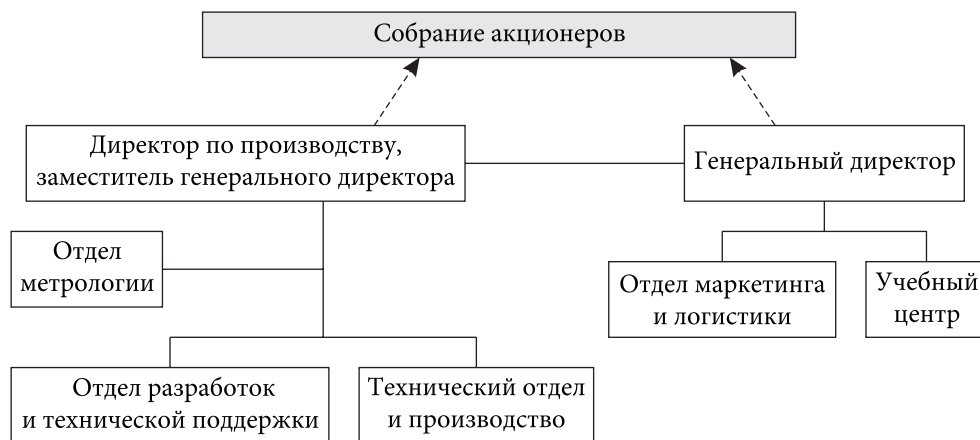 Собрание акционеров
Директор по производству,
заместитель генерального директора
Генеральный директор
Отдел
метрологии
Отдел маркетинга
и логистики
Учебный
центр
Отдел разработок
и технической поддержки
Технический отдел
и производство